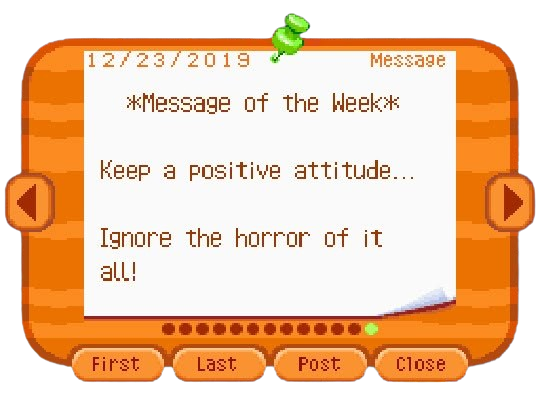 12/23/2019 Message
*Message of the Week*
Keep a positive attitude...
Ignore the horror of it
all!
First Last Post Close